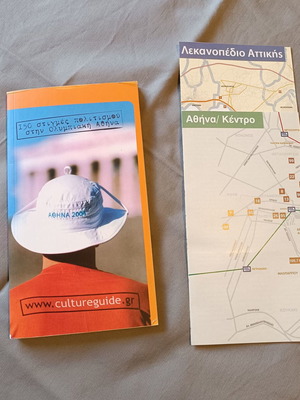 150 στιγμές πολιτισμού
στην Ολυμπιακή Αθήνα
ΑΘΗΝΑ 2004
www.cultureguide.gr
Λεκανοπέδιο Αττικής
Αθήνα/ Κέντρο